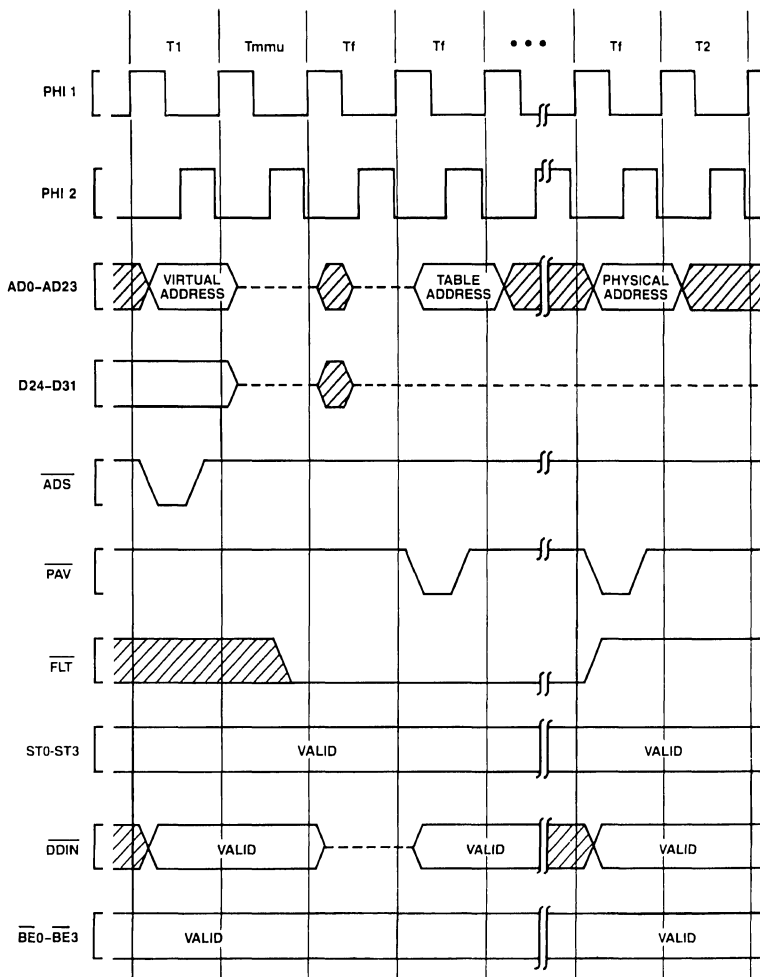 T1 Tmmu Tf Tf • • • Tf T2
PHI 1
PHI 2
AD0–AD23
VIRTUAL
ADDRESS
TABLE
ADDRESS
PHYSICAL
ADDRESS
D24–D31
ADS
PAV
FLT
ST0-ST3 VALID VALID
DDIN VALID VALID VALID
BE0–BE3 VALID VALID